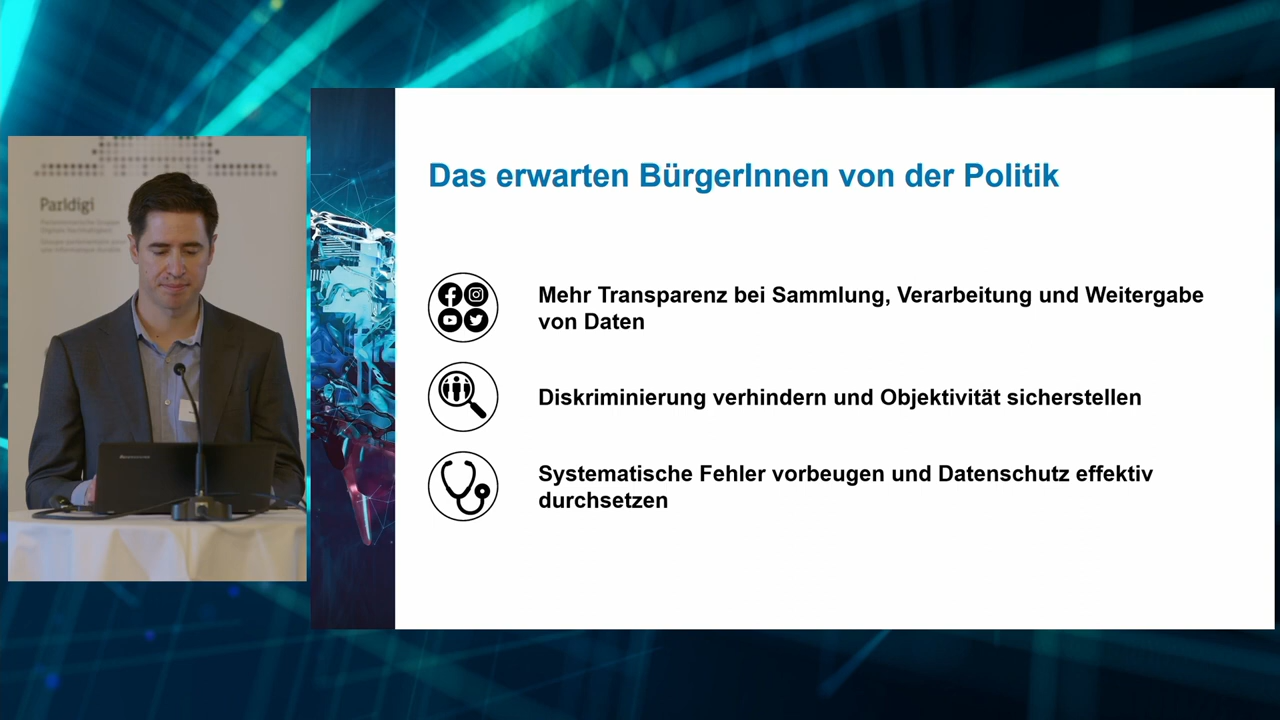 Parldigi
Das erwarten BürgerInnen von der Politik
Mehr Transparenz bei Sammlung, Verarbeitung und Weitergabe
von Daten
Diskriminierung verhindern und Objektivität sicherstellen
Systematische Fehler vorbeugen und Datenschutz effektiv
durchsetzen